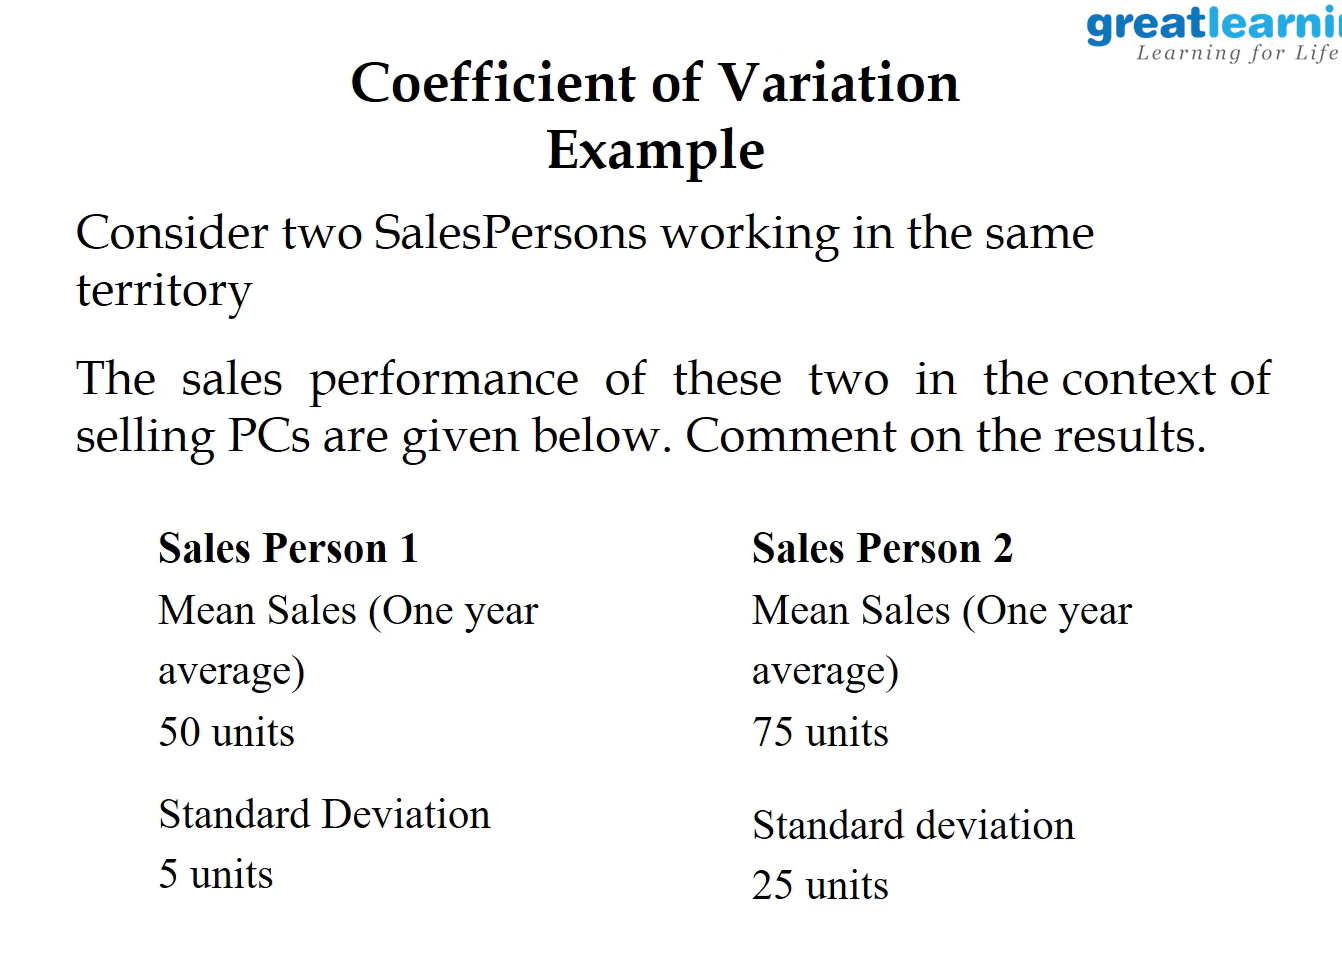 greatlearni
Learning for Life
Coefficient of Variation
Example
Consider two SalesPersons working in the same
territory
The sales performance of these two in the context of
selling PCs are given below. Comment on the results.
Sales Person 1
Mean Sales (One year
average)
50 units
Standard Deviation
5 units
Sales Person 2
Mean Sales (One year
average)
75 units
Standard deviation
25 units